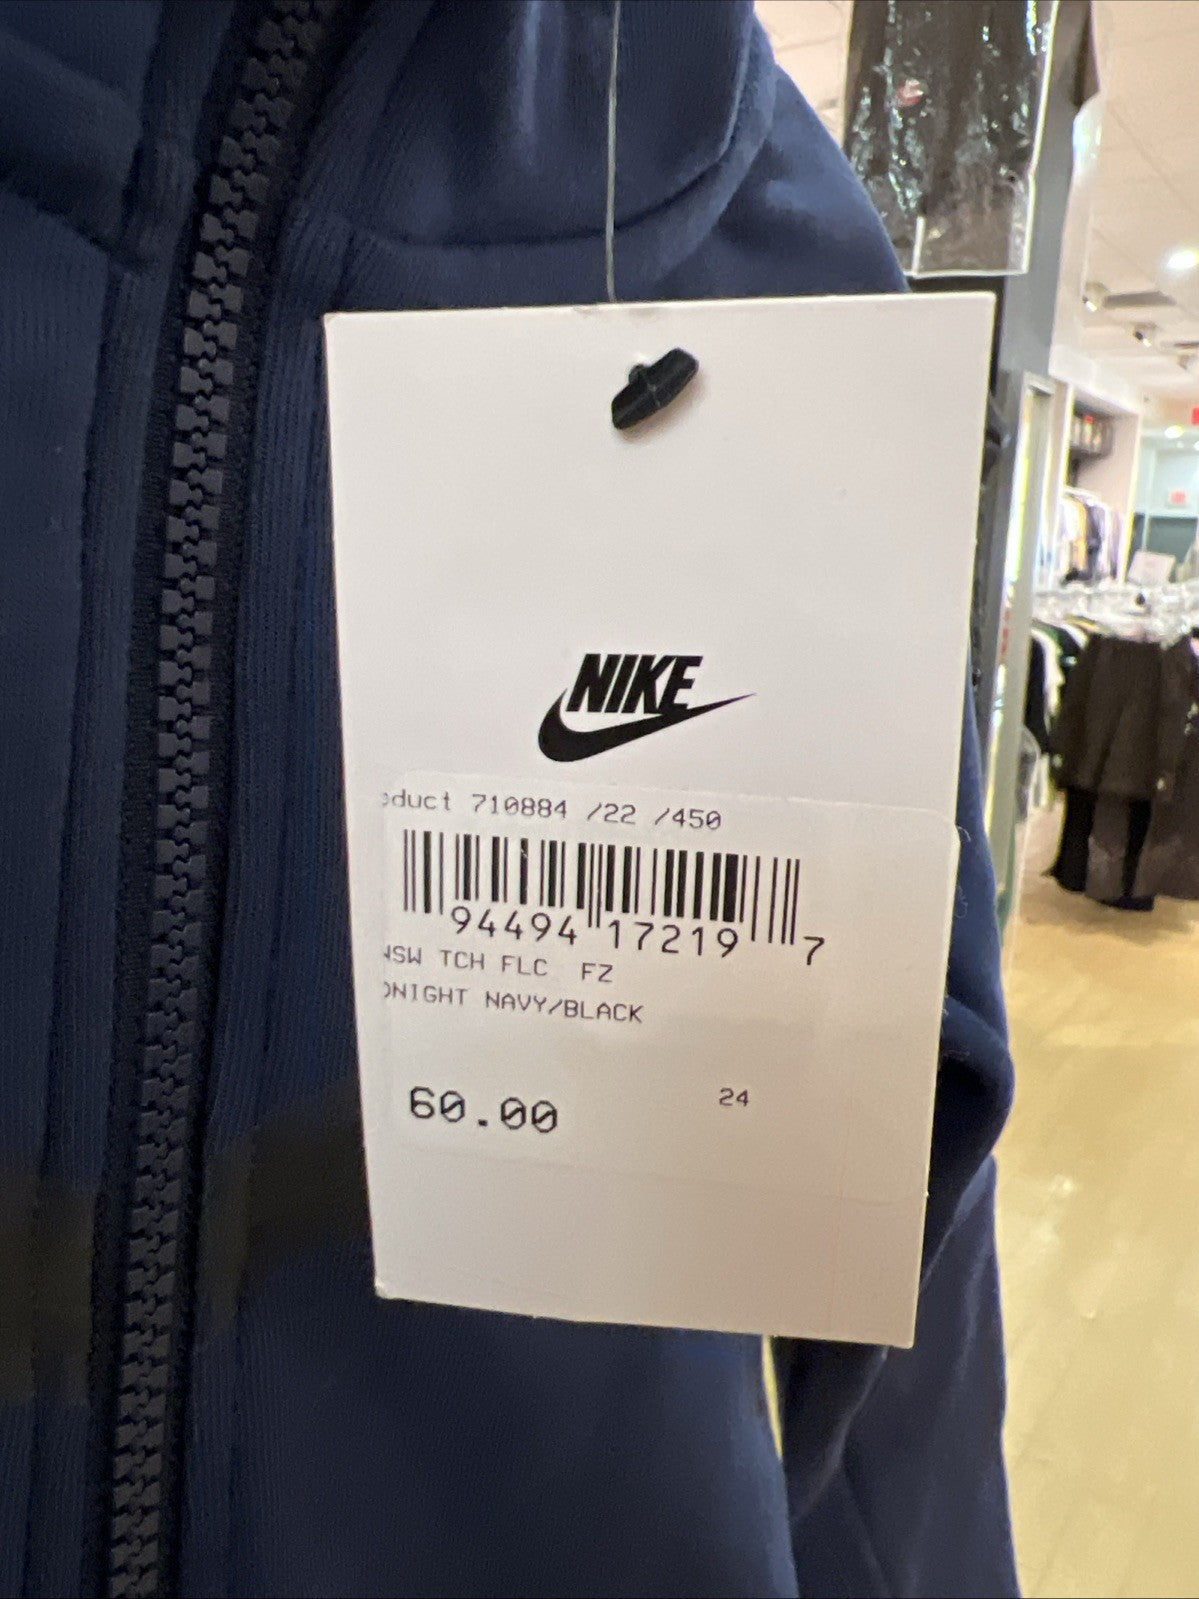 NIKE
oduct 710884 /22 /450
94494 17219 7
NSW TCH FLC FZ
DNIGHT NAVY/BLACK
60.00 24